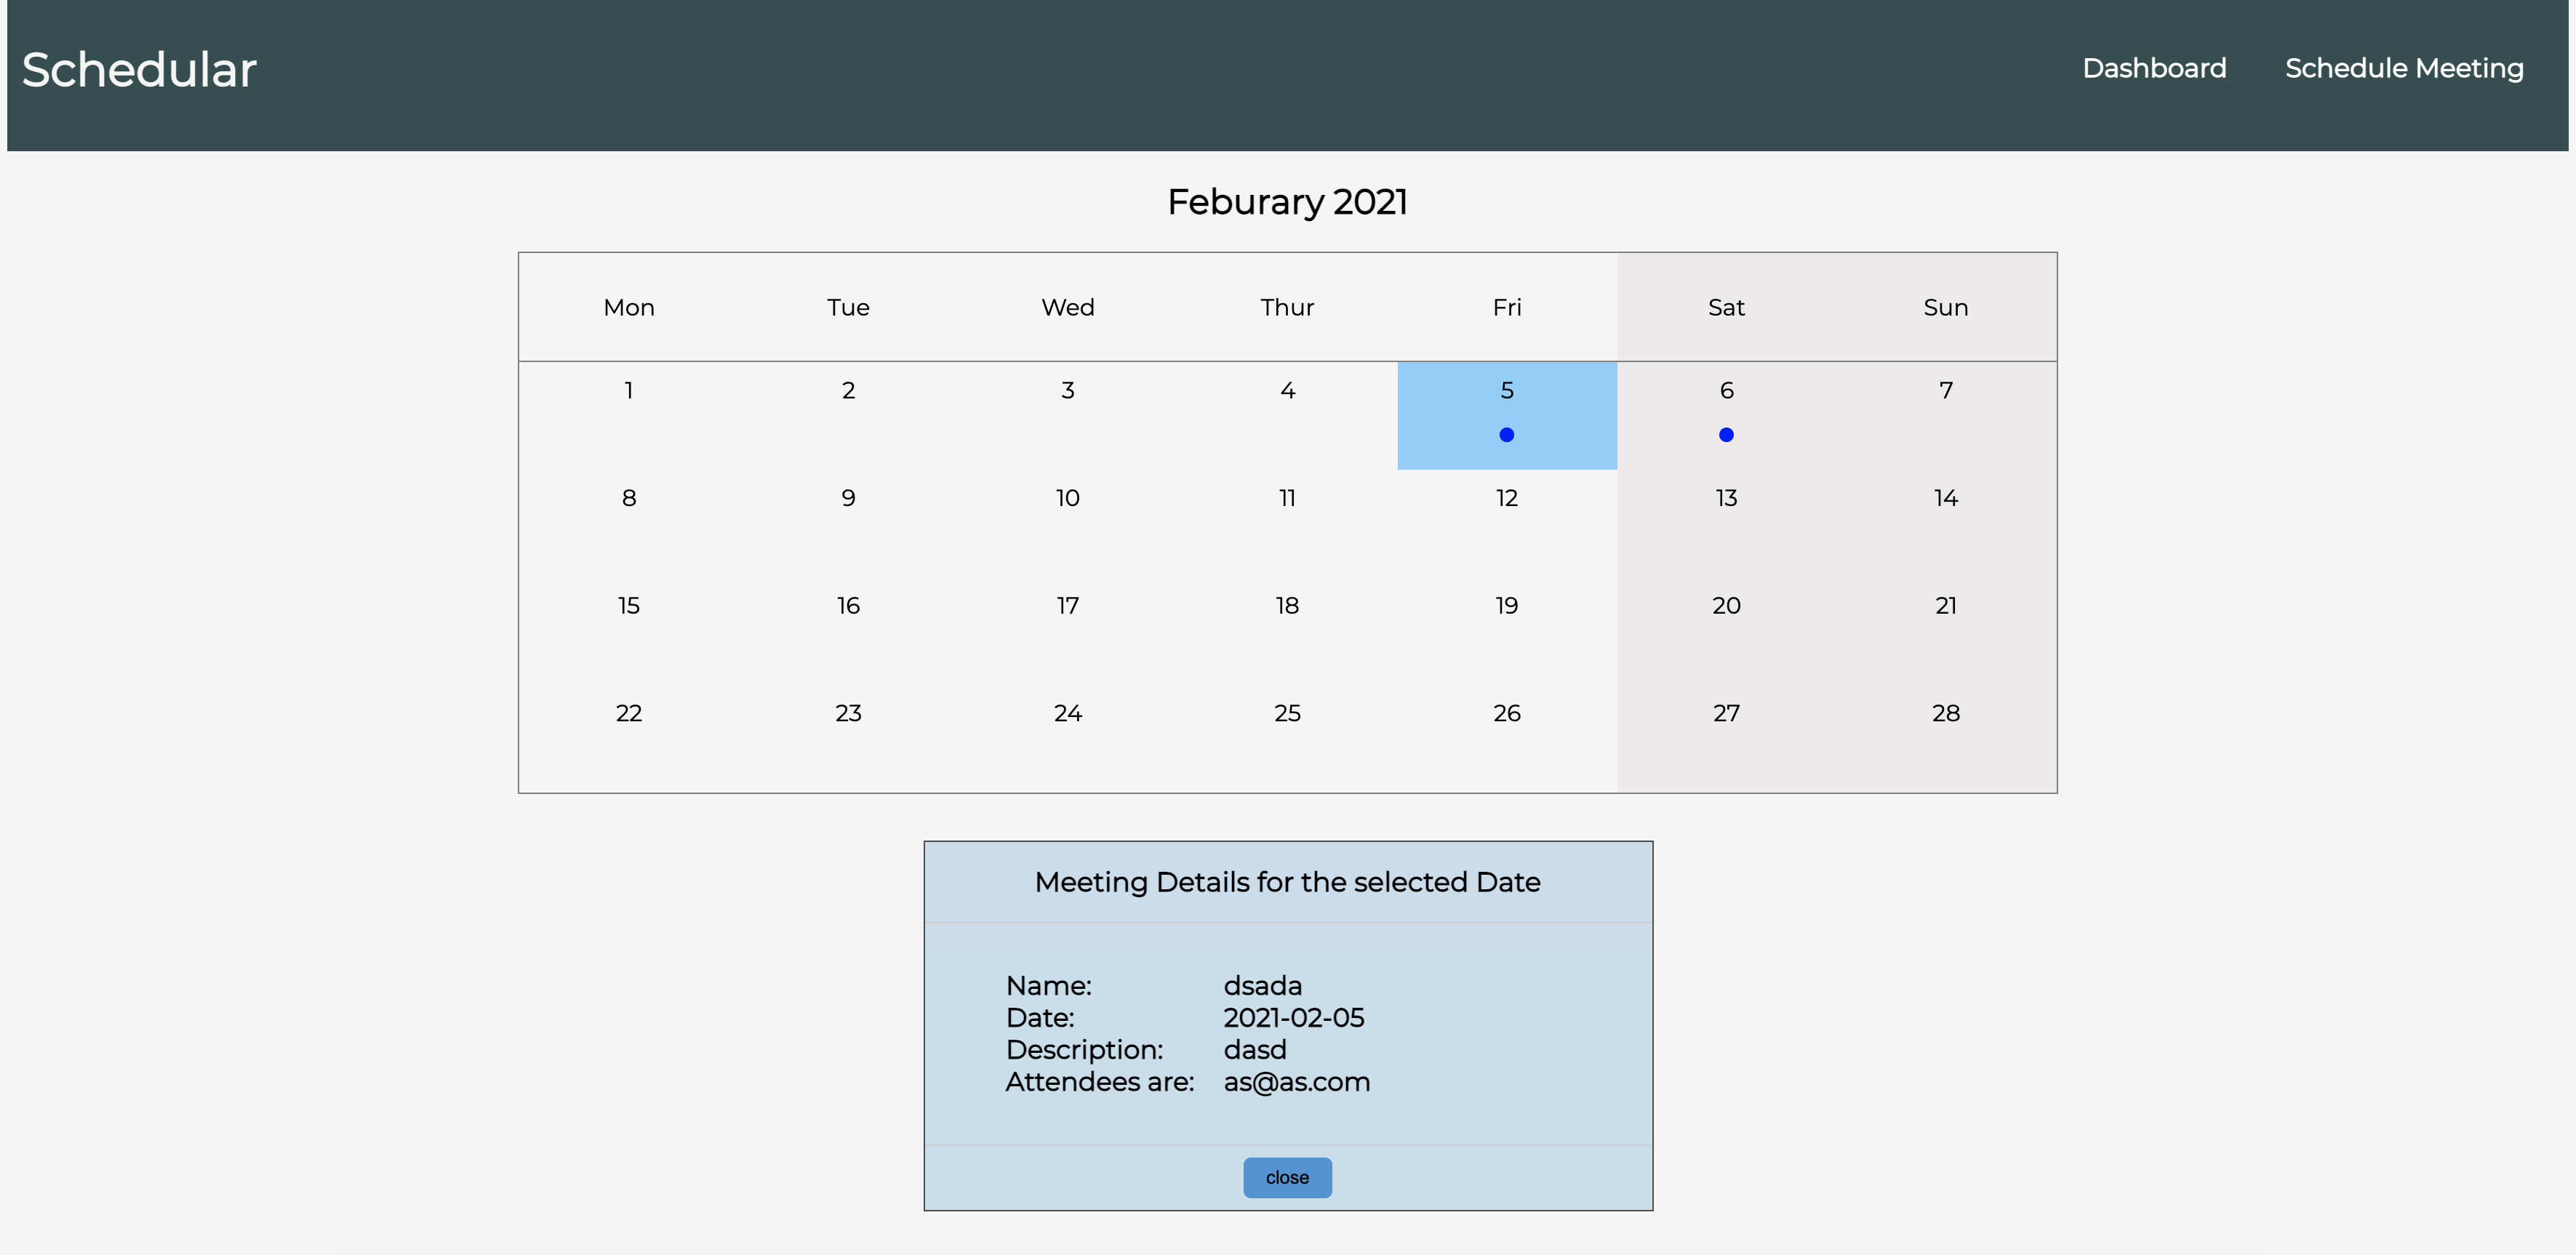 Schedular Dashboard Schedule Meeting
Feburary 2021
Mon Tue Wed Thur Fri Sat Sun
1 2 3 4 5 6 7
8 9 10 11 12 13 14
15 16 17 18 19 20 21
22 23 24 25 26 27 28
Meeting Details for the selected Date
Name: dsada
Date: 2021-02-05
Description: dasd
Attendees are: as@as.com
close